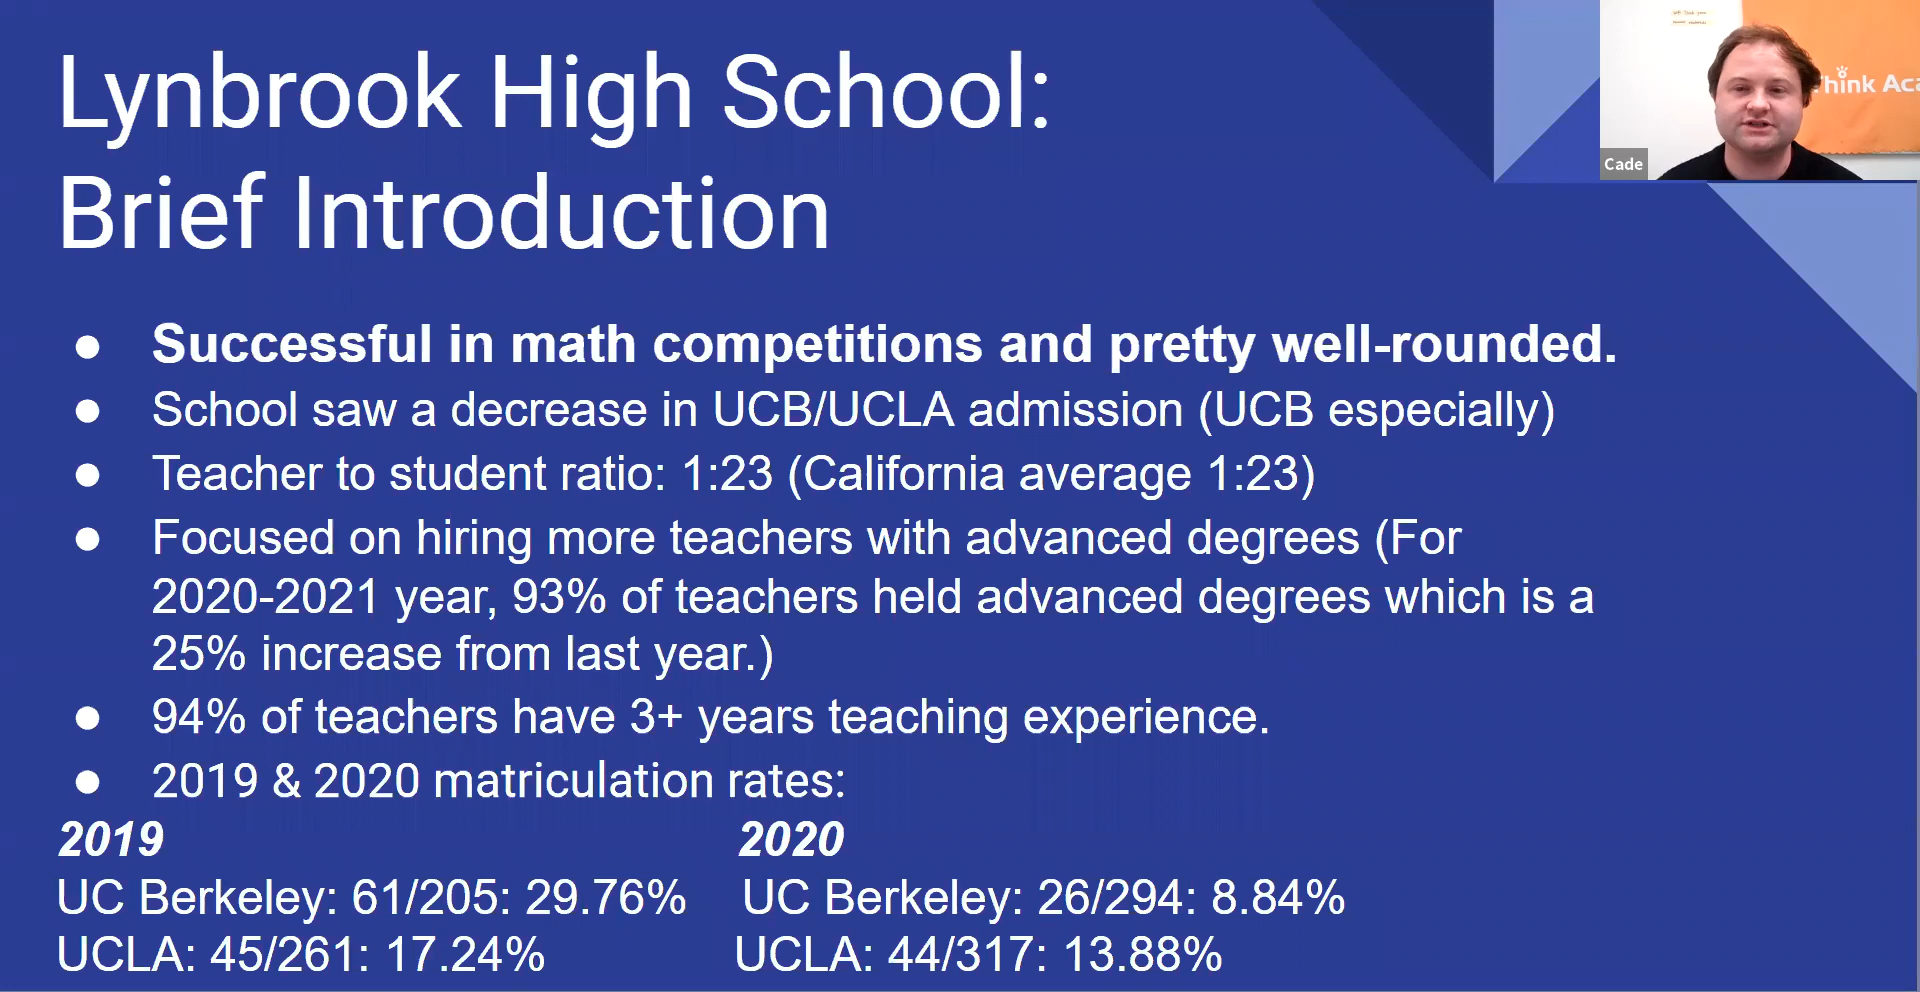 Lynbrook High School:
Brief Introduction
● Successful in math competitions and pretty well-rounded.
● School saw a decrease in UCB/UCLA admission (UCB especially)
● Teacher to student ratio: 1:23 (California average 1:23)
● Focused on hiring more teachers with advanced degrees (For
2020-2021 year, 93% of teachers held advanced degrees which is a
25% increase from last year.)
● 94% of teachers have 3+ years teaching experience.
● 2019 & 2020 matriculation rates:
2019 2020
UC Berkeley: 61/205: 29.76% UC Berkeley: 26/294: 8.84%
UCLA: 45/261: 17.24% UCLA: 44/317: 13.88%
Cade
Think Aca